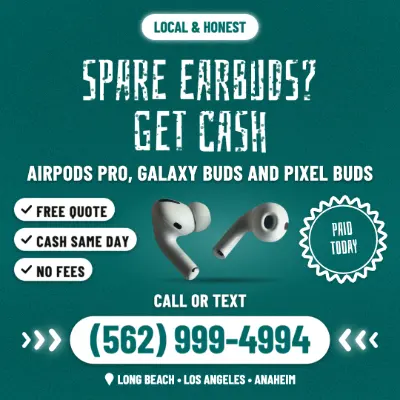 LOCAL & HONEST
SPARE EARBUDS?
GET CASH
AIRPODS PRO, GALAXY BUDS AND PIXEL BUDS
FREE QUOTE
CASH SAME DAY
NO FEES
PAID
TODAY
CALL OR TEXT
(562) 999-4994
LONG BEACH • LOS ANGELES • ANAHEIM